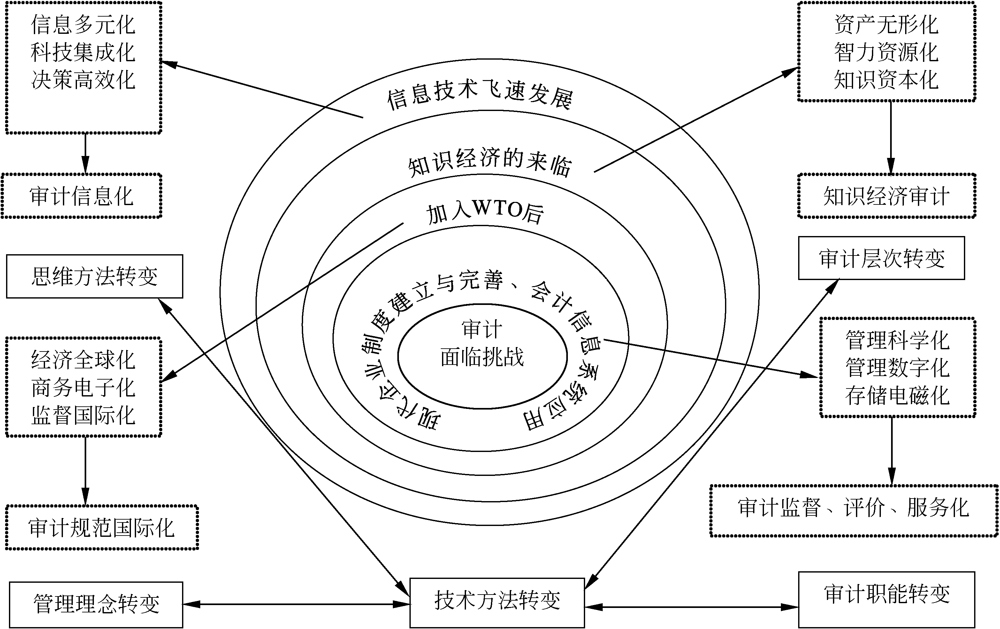 信息多元化
科技集成化
决策高效化
资产无形化
智力资源化
知识资本化
信息技术飞速发展
知识经济的来临
审计信息化
知识经济审计
加入WTO后
思维方法转变
审计层次转变
现代企业制度建立与完善、会计信息系统应用
审计
面临挑战
经济全球化
商务电子化
监督国际化
管理科学化
管理数字化
存储电磁化
审计规范国际化
审计监督、评价、服务化
管理理念转变
技术方法转变
审计职能转变